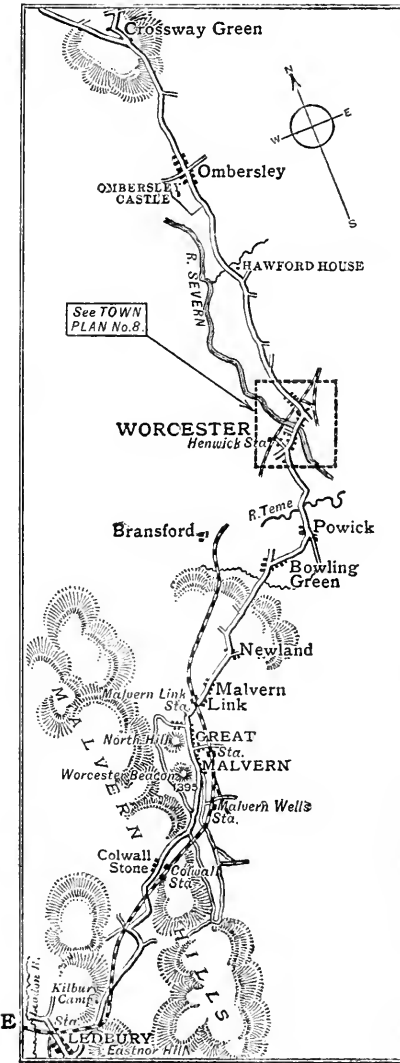 Crossway Green
N
W
E
S
Ombersley
OMBERSLEY
CASTLE
R. SEVERN
HAWFORD HOUSE
See TOWN
PLAN No. 8.
WORCESTER
Henwick Sta.
R. Teme
Powick
Bransford
Bowling
Green
Newland
Malvern Link
Sta.
Malvern
Link
MALVERN
North Hill
GREAT
Sta.
MALVERN
Worcester Beacon
1395
Malvern Wells
Sta.
Colwall
Stone
Colwall
Sta.
HILLS
Kilbury
Camp
Leadon R.
E
Sta.
LEDBURY
Eastnor Hill